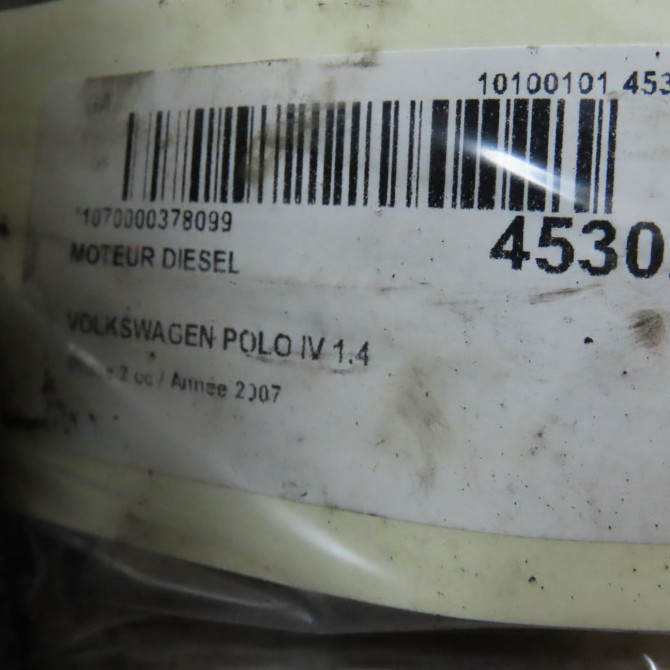 10100101 453
1070000378099
4530
MOTEUR DIESEL
VOLKSWAGEN POLO IV 1.4
/ Année 2007